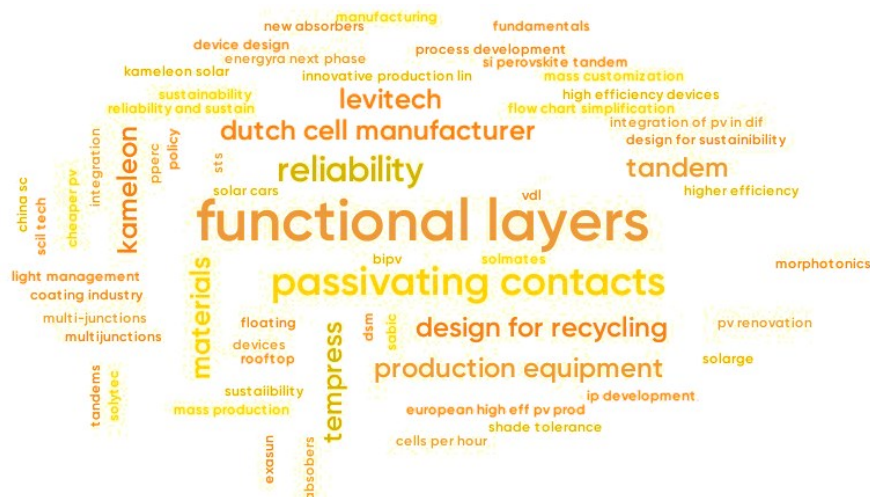 manufacturing
new absorbers
fundamentals
device design
process development
energyra next phase
si perovskite tandem
kameleon solar
innovative production lin
mass customization
sustainability
levitech
high efficiency devices
reliability and sustain
flow chart simplification
integration of pv in dif
dutch cell manufacturer
design for sustainibility
integration
pperc
policy
kameleon
sts
reliability
tandem
solar cars
vdl
higher efficiency
china sc
scil tech
cheaper pv
functional layers
bipv
solmates
morphotonics
light management
passivating contacts
coating industry
materials
multi-junctions
floating
dsm
sabic
design for recycling
pv renovation
multijunctions
devices
rooftop
tempress
production equipment
solarge
tandems
solytec
sustaiibility
ip development
mass production
european high eff pv prod
shade tolerance
cells per hour
exasun
absobers